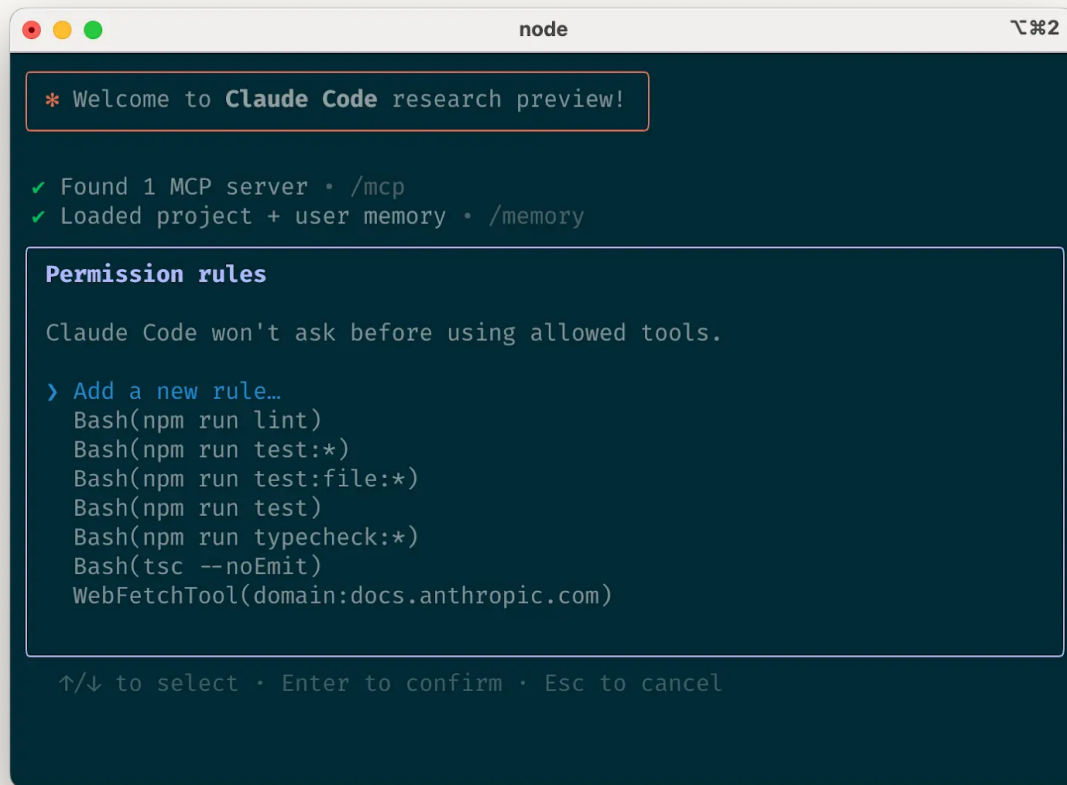 node
⌥⌘2
✻ Welcome to Claude Code research preview!
✔ Found 1 MCP server • /mcp
✔ Loaded project + user memory • /memory
Permission rules
Claude Code won't ask before using allowed tools.
❯ Add a new rule…
Bash(npm run lint)
Bash(npm run test:*)
Bash(npm run test:file:*)
Bash(npm run test)
Bash(npm run typecheck:*)
Bash(tsc --noEmit)
WebFetchTool(domain:docs.anthropic.com)
↑/↓ to select · Enter to confirm · Esc to cancel